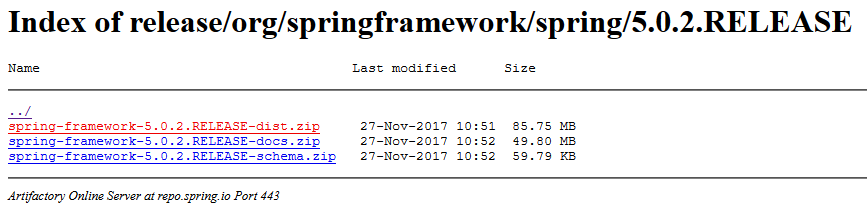 Index of release/org/springframework/spring/5.0.2.RELEASE
Name Last modified Size
../
spring-framework-5.0.2.RELEASE-dist.zip 27-Nov-2017 10:51 85.75 MB
spring-framework-5.0.2.RELEASE-docs.zip 27-Nov-2017 10:52 49.80 MB
spring-framework-5.0.2.RELEASE-schema.zip 27-Nov-2017 10:52 59.79 KB
Artifactory Online Server at repo.spring.io Port 443